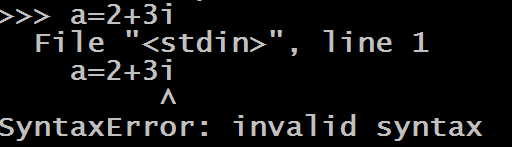 >>> a=2+3i
  File "<stdin>", line 1
    a=2+3i
         ^
SyntaxError: invalid syntax